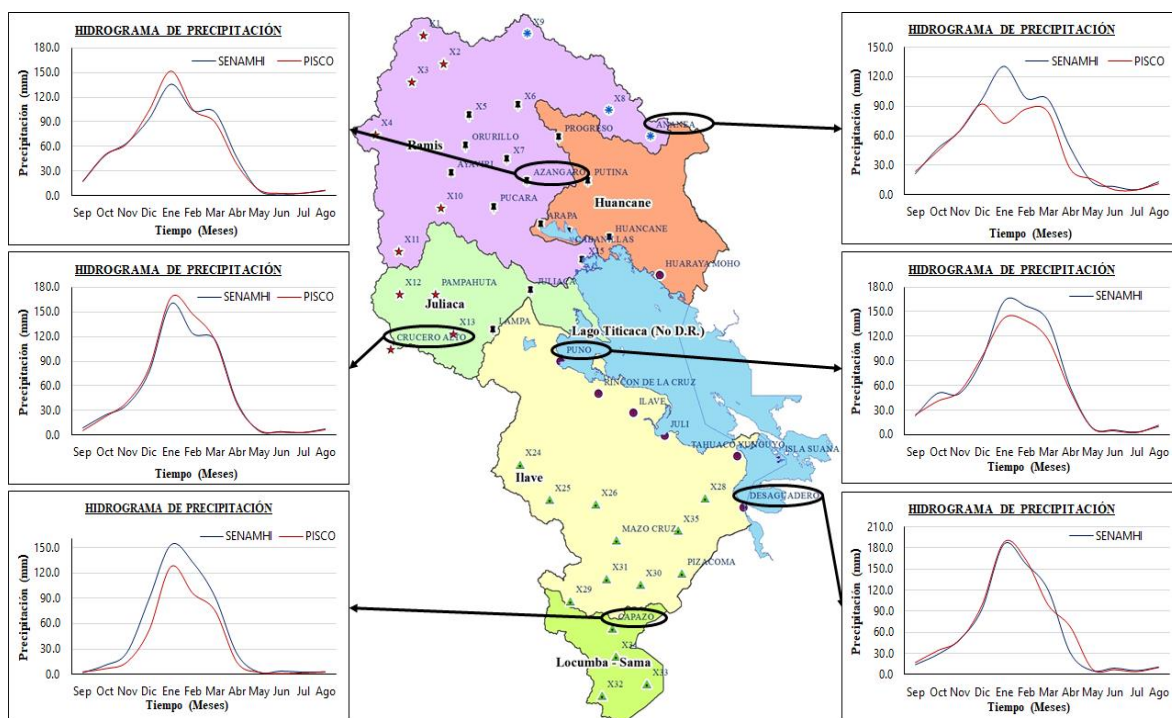 HIDROGRAMA DE PRECIPITACIÓN
180.0
SENAMHI PISCO
150.0
120.0
90.0
60.0
30.0
0.0
Precipitación (mm)
Sep Oct Nov Dic Ene Feb Mar Abr May Jun Jul Ago
Tiempo (Meses)
HIDROGRAMA DE PRECIPITACIÓN
180.0
SENAMHI PISCO
150.0
120.0
90.0
60.0
30.0
0.0
Precipitación (mm)
Sep Oct Nov Dic Ene Feb Mar Abr May Jun Jul Ago
Tiempo (Meses)
HIDROGRAMA DE PRECIPITACIÓN
SENAMHI PISCO
150.0
120.0
90.0
60.0
30.0
0.0
Precipitación (mm)
Sep Oct Nov Dic Ene Feb Mar Abr May Jun Jul Ago
Tiempo (Meses)
X1
X9
X2
X3
X6
X8
X5
X4
ANANEA
PROGRESO
ORURILLO
Ramis
X7
AZANGARO
PUTINA
Huancane
X10
PUCARA
ARAPA
HUANCANE
CABANILLAS
X11
X15
HUARAYA MOHO
X12
PAMPAHUTA
JULIACA
Juliaca
X13
LAMPA
Lago Titicaca (No D.R.)
CRUCERO ALTO
PUNO
RINCON DE LA CRUZ
ILAVE
JULI
TAHUACO YUNGUYO
ISLA SUANA
X24
Ilave
X25
X26
X28
DESAGUADERO
MAZO CRUZ
X35
PIZACOMA
X31
X30
X29
CAPAZO
Locumba - Sama
X32
X33
HIDROGRAMA DE PRECIPITACIÓN
150.0
SENAMHI PISCO
120.0
90.0
60.0
30.0
0.0
Precipitación (mm)
Sep Oct Nov Dic Ene Feb Mar Abr May Jun Jul Ago
Tiempo (Meses)
HIDROGRAMA DE PRECIPITACIÓN
180.0
SENAMHI PISCO
150.0
120.0
90.0
60.0
30.0
0.0
Precipitación (mm)
Sep Oct Nov Dic Ene Feb Mar Abr May Jun Jul Ago
Tiempo (Meses)
HIDROGRAMA DE PRECIPITACIÓN
210.0
SENAMHI PISCO
180.0
150.0
120.0
90.0
60.0
30.0
0.0
Precipitación (mm)
Sep Oct Nov Dic Ene Feb Mar Abr May Jun Jul Ago
Tiempo (Meses)